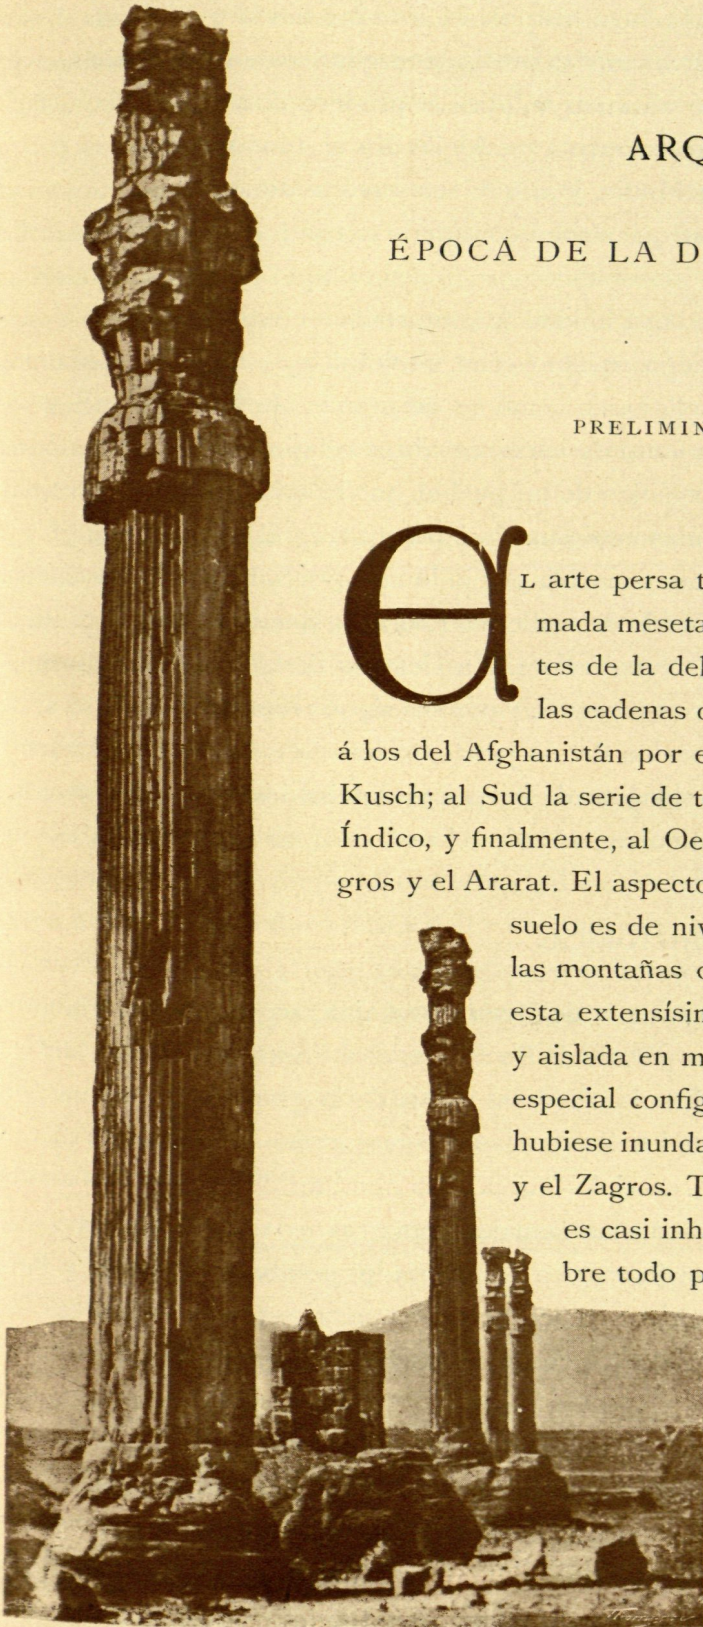 ARQ
ÉPOCA DE LA D
PRELIMIN
EL arte persa t
mada meseta
tes de la del
las cadenas
á los del Afghanistán por e
Kusch; al Sud la serie de t
Índico, y finalmente, al Oe
gros y el Ararat. El aspecto
suelo es de niv
las montañas
esta extensísim
y aislada en m
especial config
hubiese inunda
y el Zagros. T
es casi inh
bre todo p